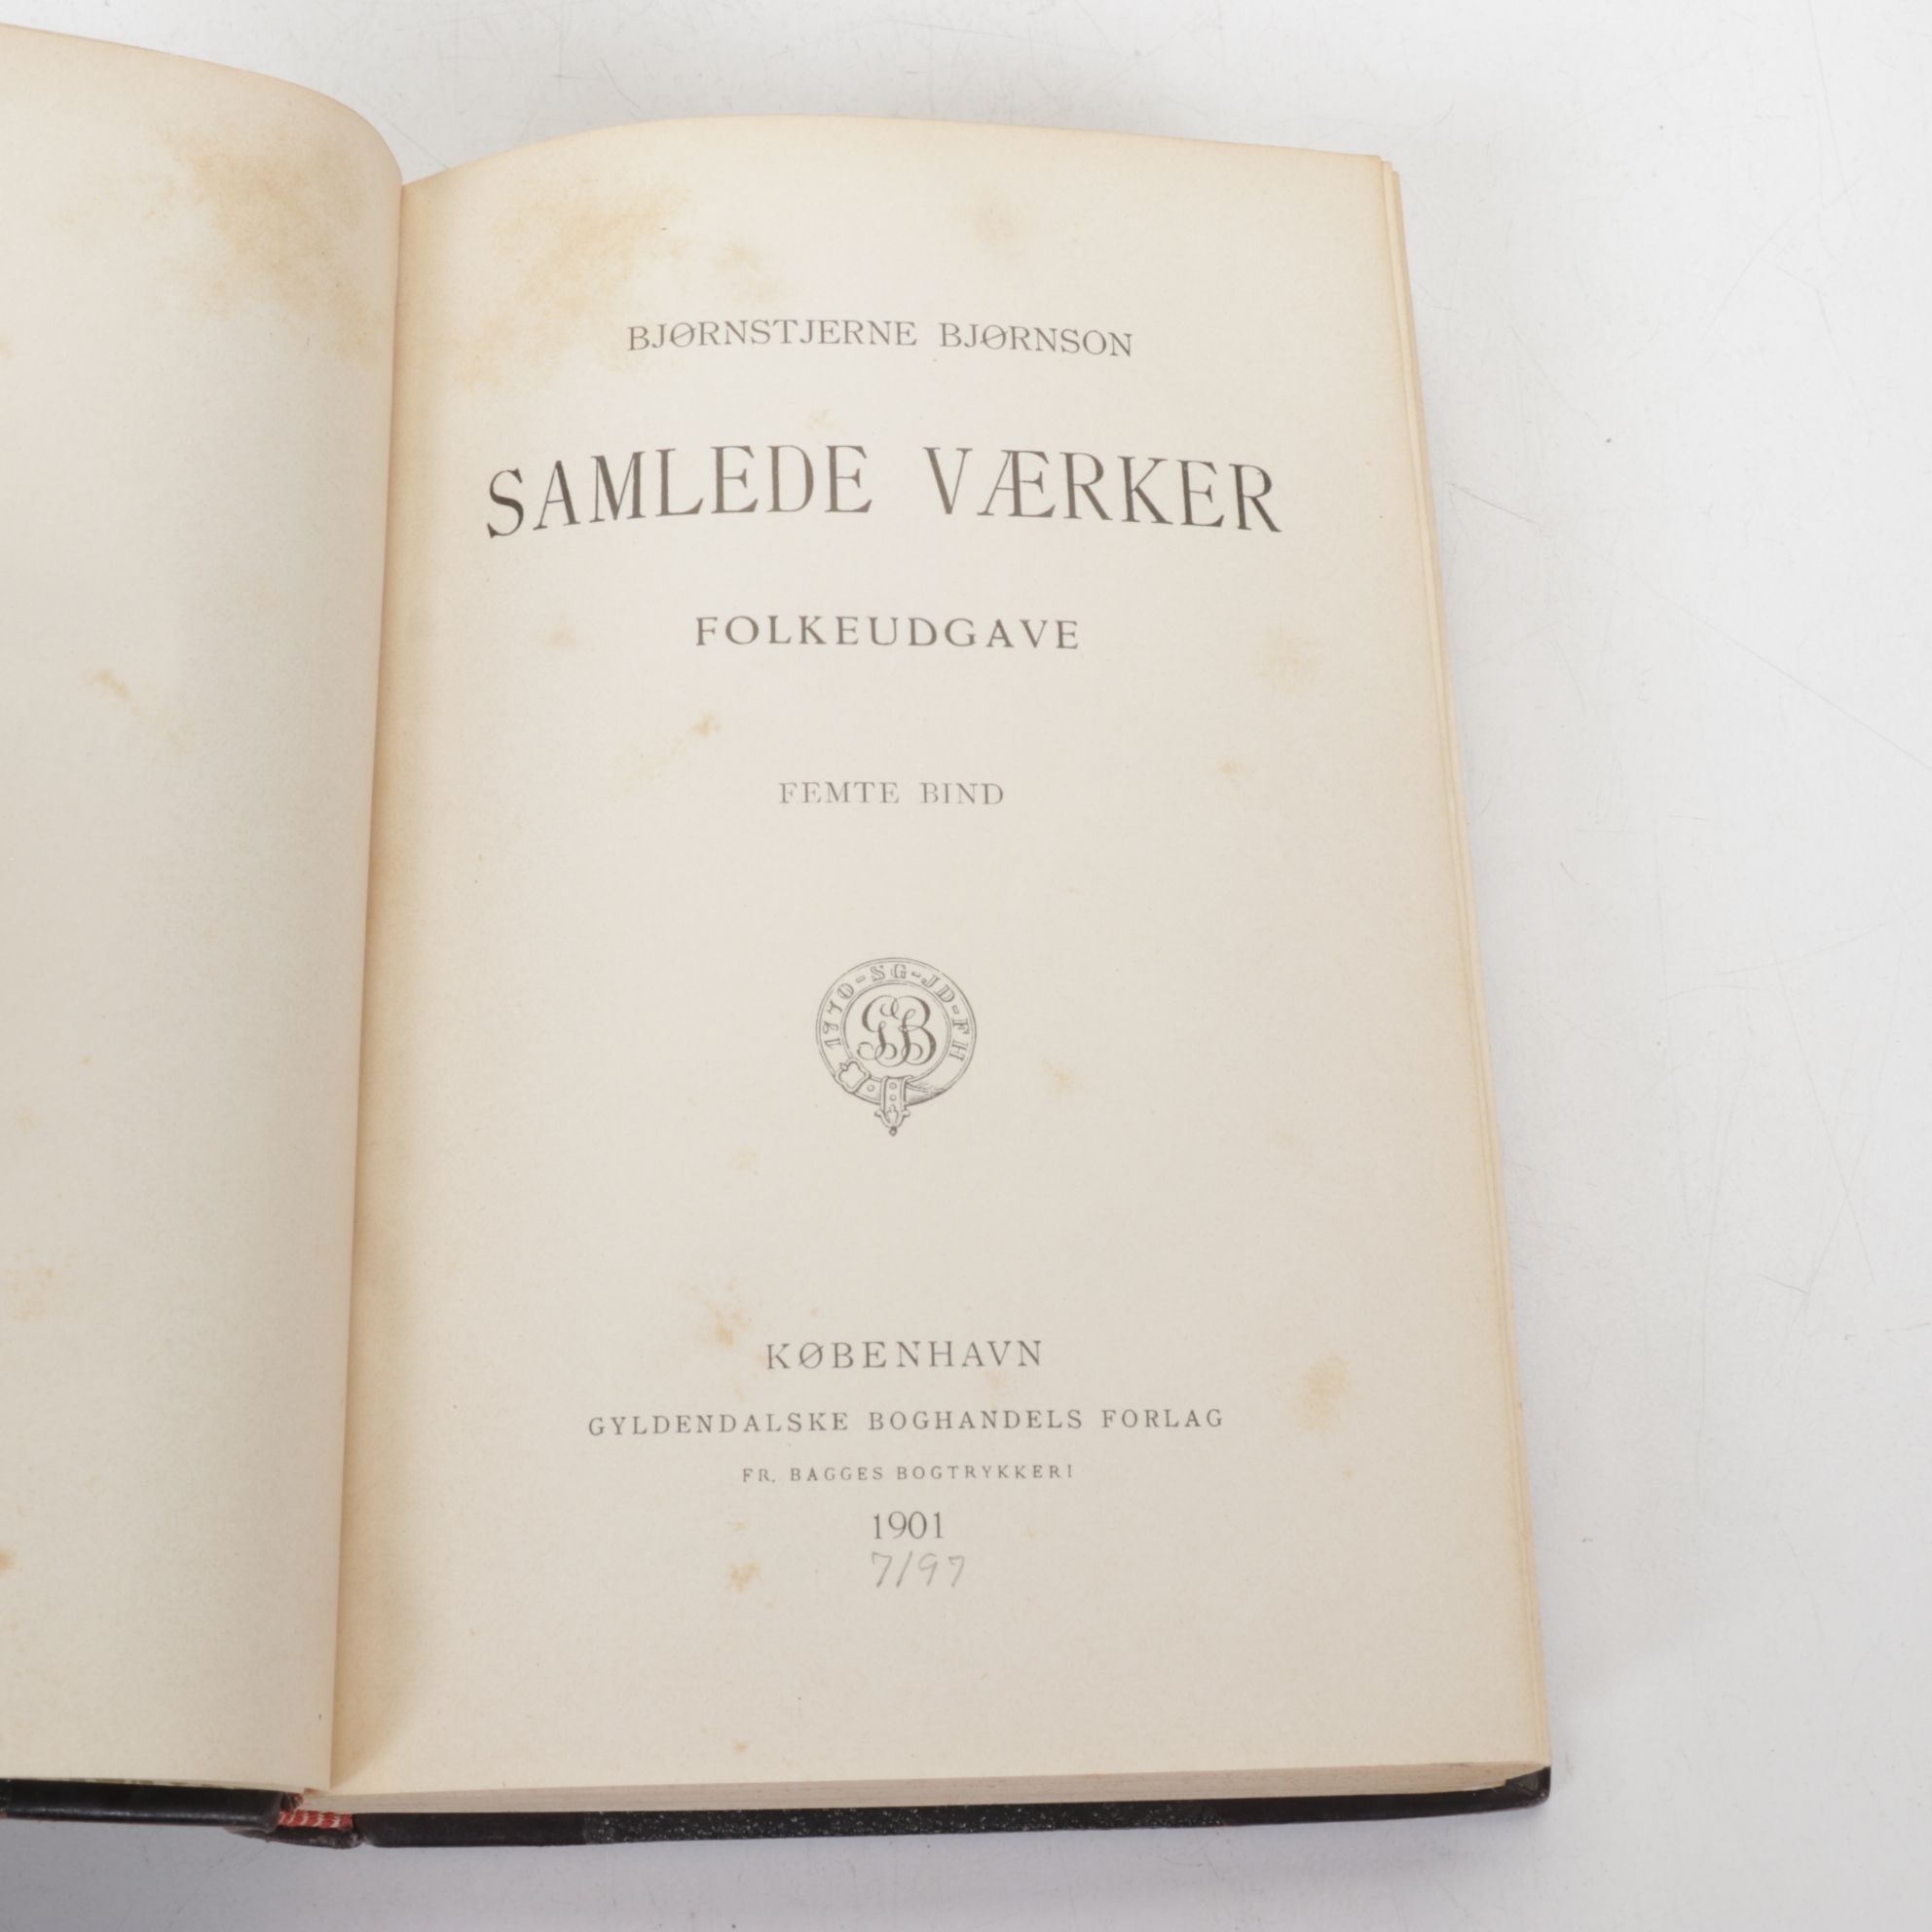 BJØRNSTJERNE BJØRNSON
SAMLEDE VÆRKER
FOLKEUDGAVE
FEMTE BIND
1770-SG-JD-FH
GB
KØBENHAVN
GYLDENDALSKE BOGHANDELS FORLAG
FR. BAGGES BOGTRYKKERI
1901
7/97